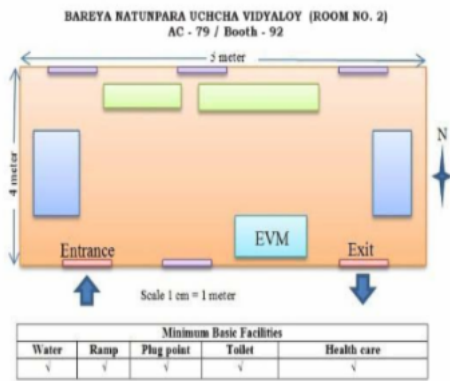 BAREYA NATUNPARA UCHCHA VIDYALOY (ROOM NO. 2)
AC - 79 / Booth - 92
5 meter
4 meter
N
EVM
Entrance
Exit
Scale 1 cm = 1 meter
Minimum Basic Facilities
Water Ramp Plug point Toilet Health care
√ √ √ √ √